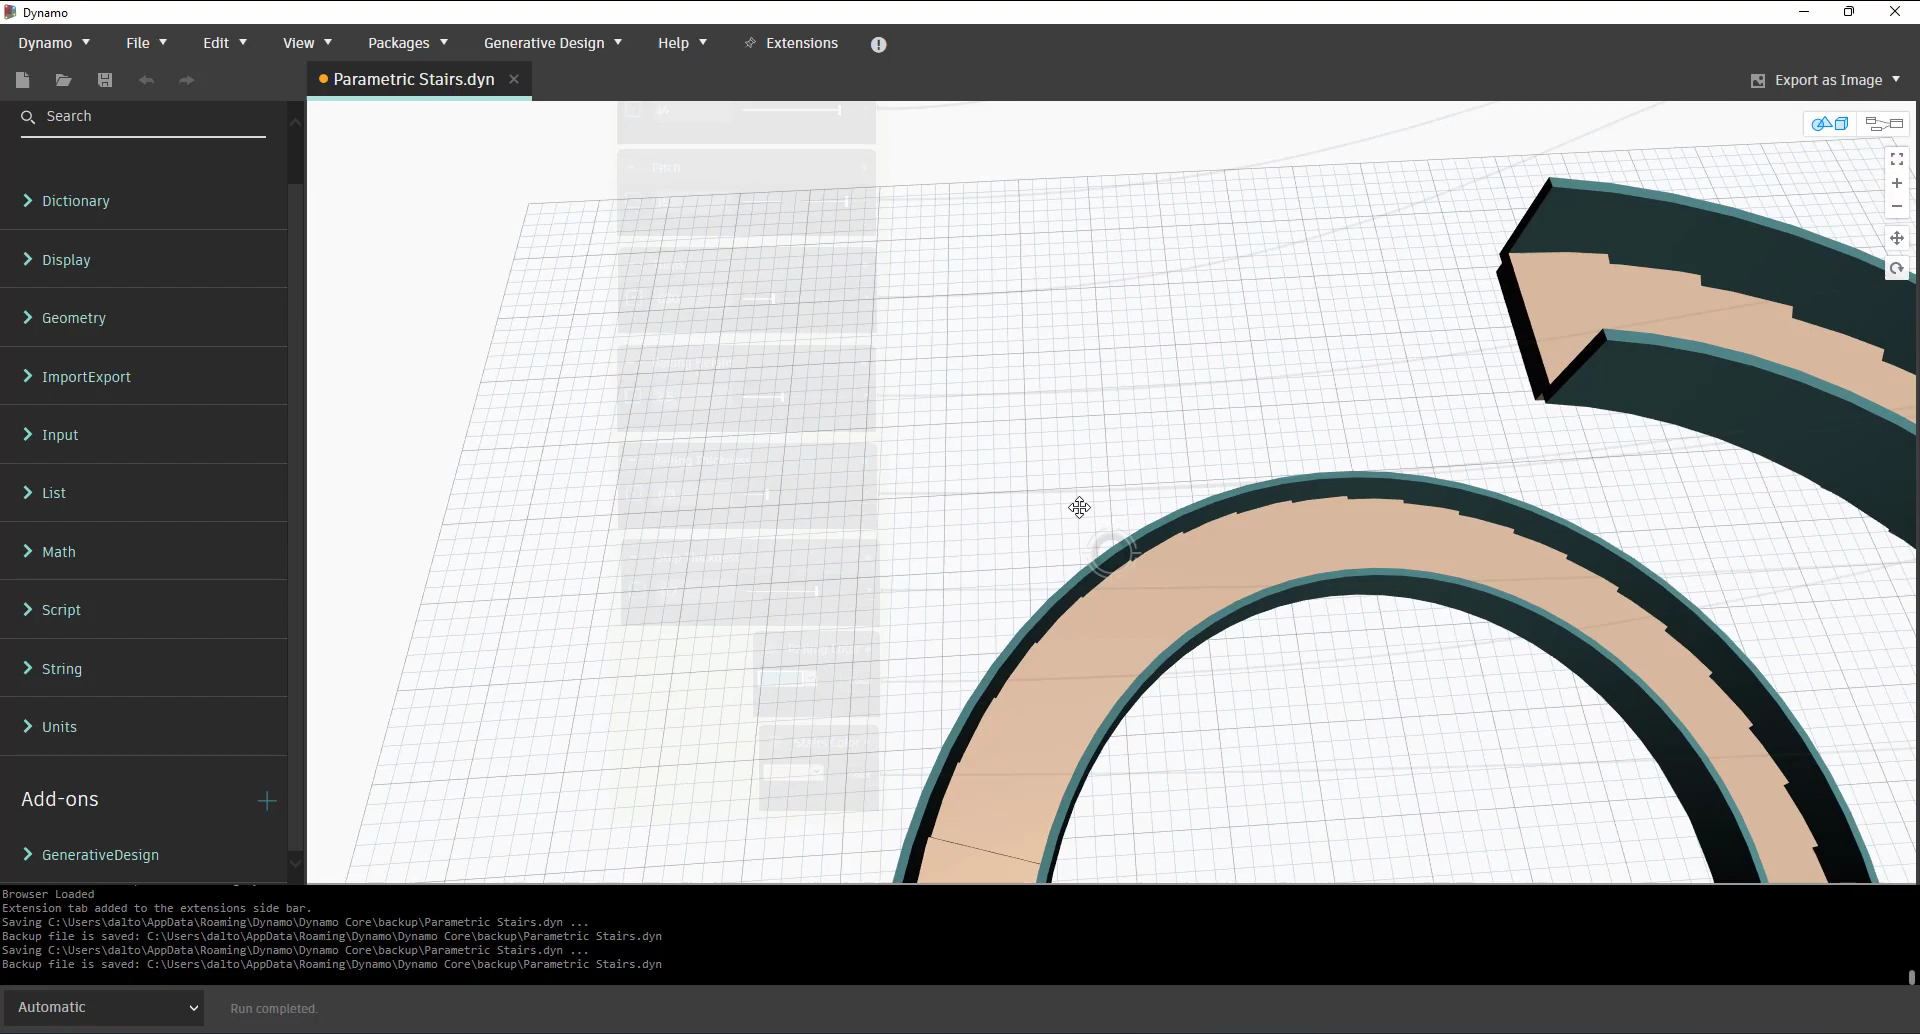 Dynamo
Dynamo File Edit View Packages Generative Design Help Extensions
Parametric Stairs.dyn
Export as Image
Search
Dictionary
Display
Geometry
ImportExport
Input
List
Math
Script
String
Units
Add-ons
GenerativeDesign
Pitch
Browser Loaded
Extension tab added to the extensions side bar.
Saving C:\Users\dalto\AppData\Roaming\Dynamo\Dynamo Core\backup\Parametric Stairs.dyn ...
Backup file is saved: C:\Users\dalto\AppData\Roaming\Dynamo\Dynamo Core\backup\Parametric Stairs.dyn
Saving C:\Users\dalto\AppData\Roaming\Dynamo\Dynamo Core\backup\Parametric Stairs.dyn ...
Backup file is saved: C:\Users\dalto\AppData\Roaming\Dynamo\Dynamo Core\backup\Parametric Stairs.dyn
Automatic
Run completed.